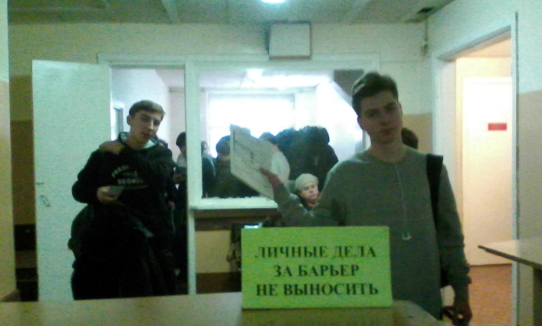 ЛИЧНЫЕ ДЕЛА
ЗА БАРЬЕР
НЕ ВЫНОСИТЬ